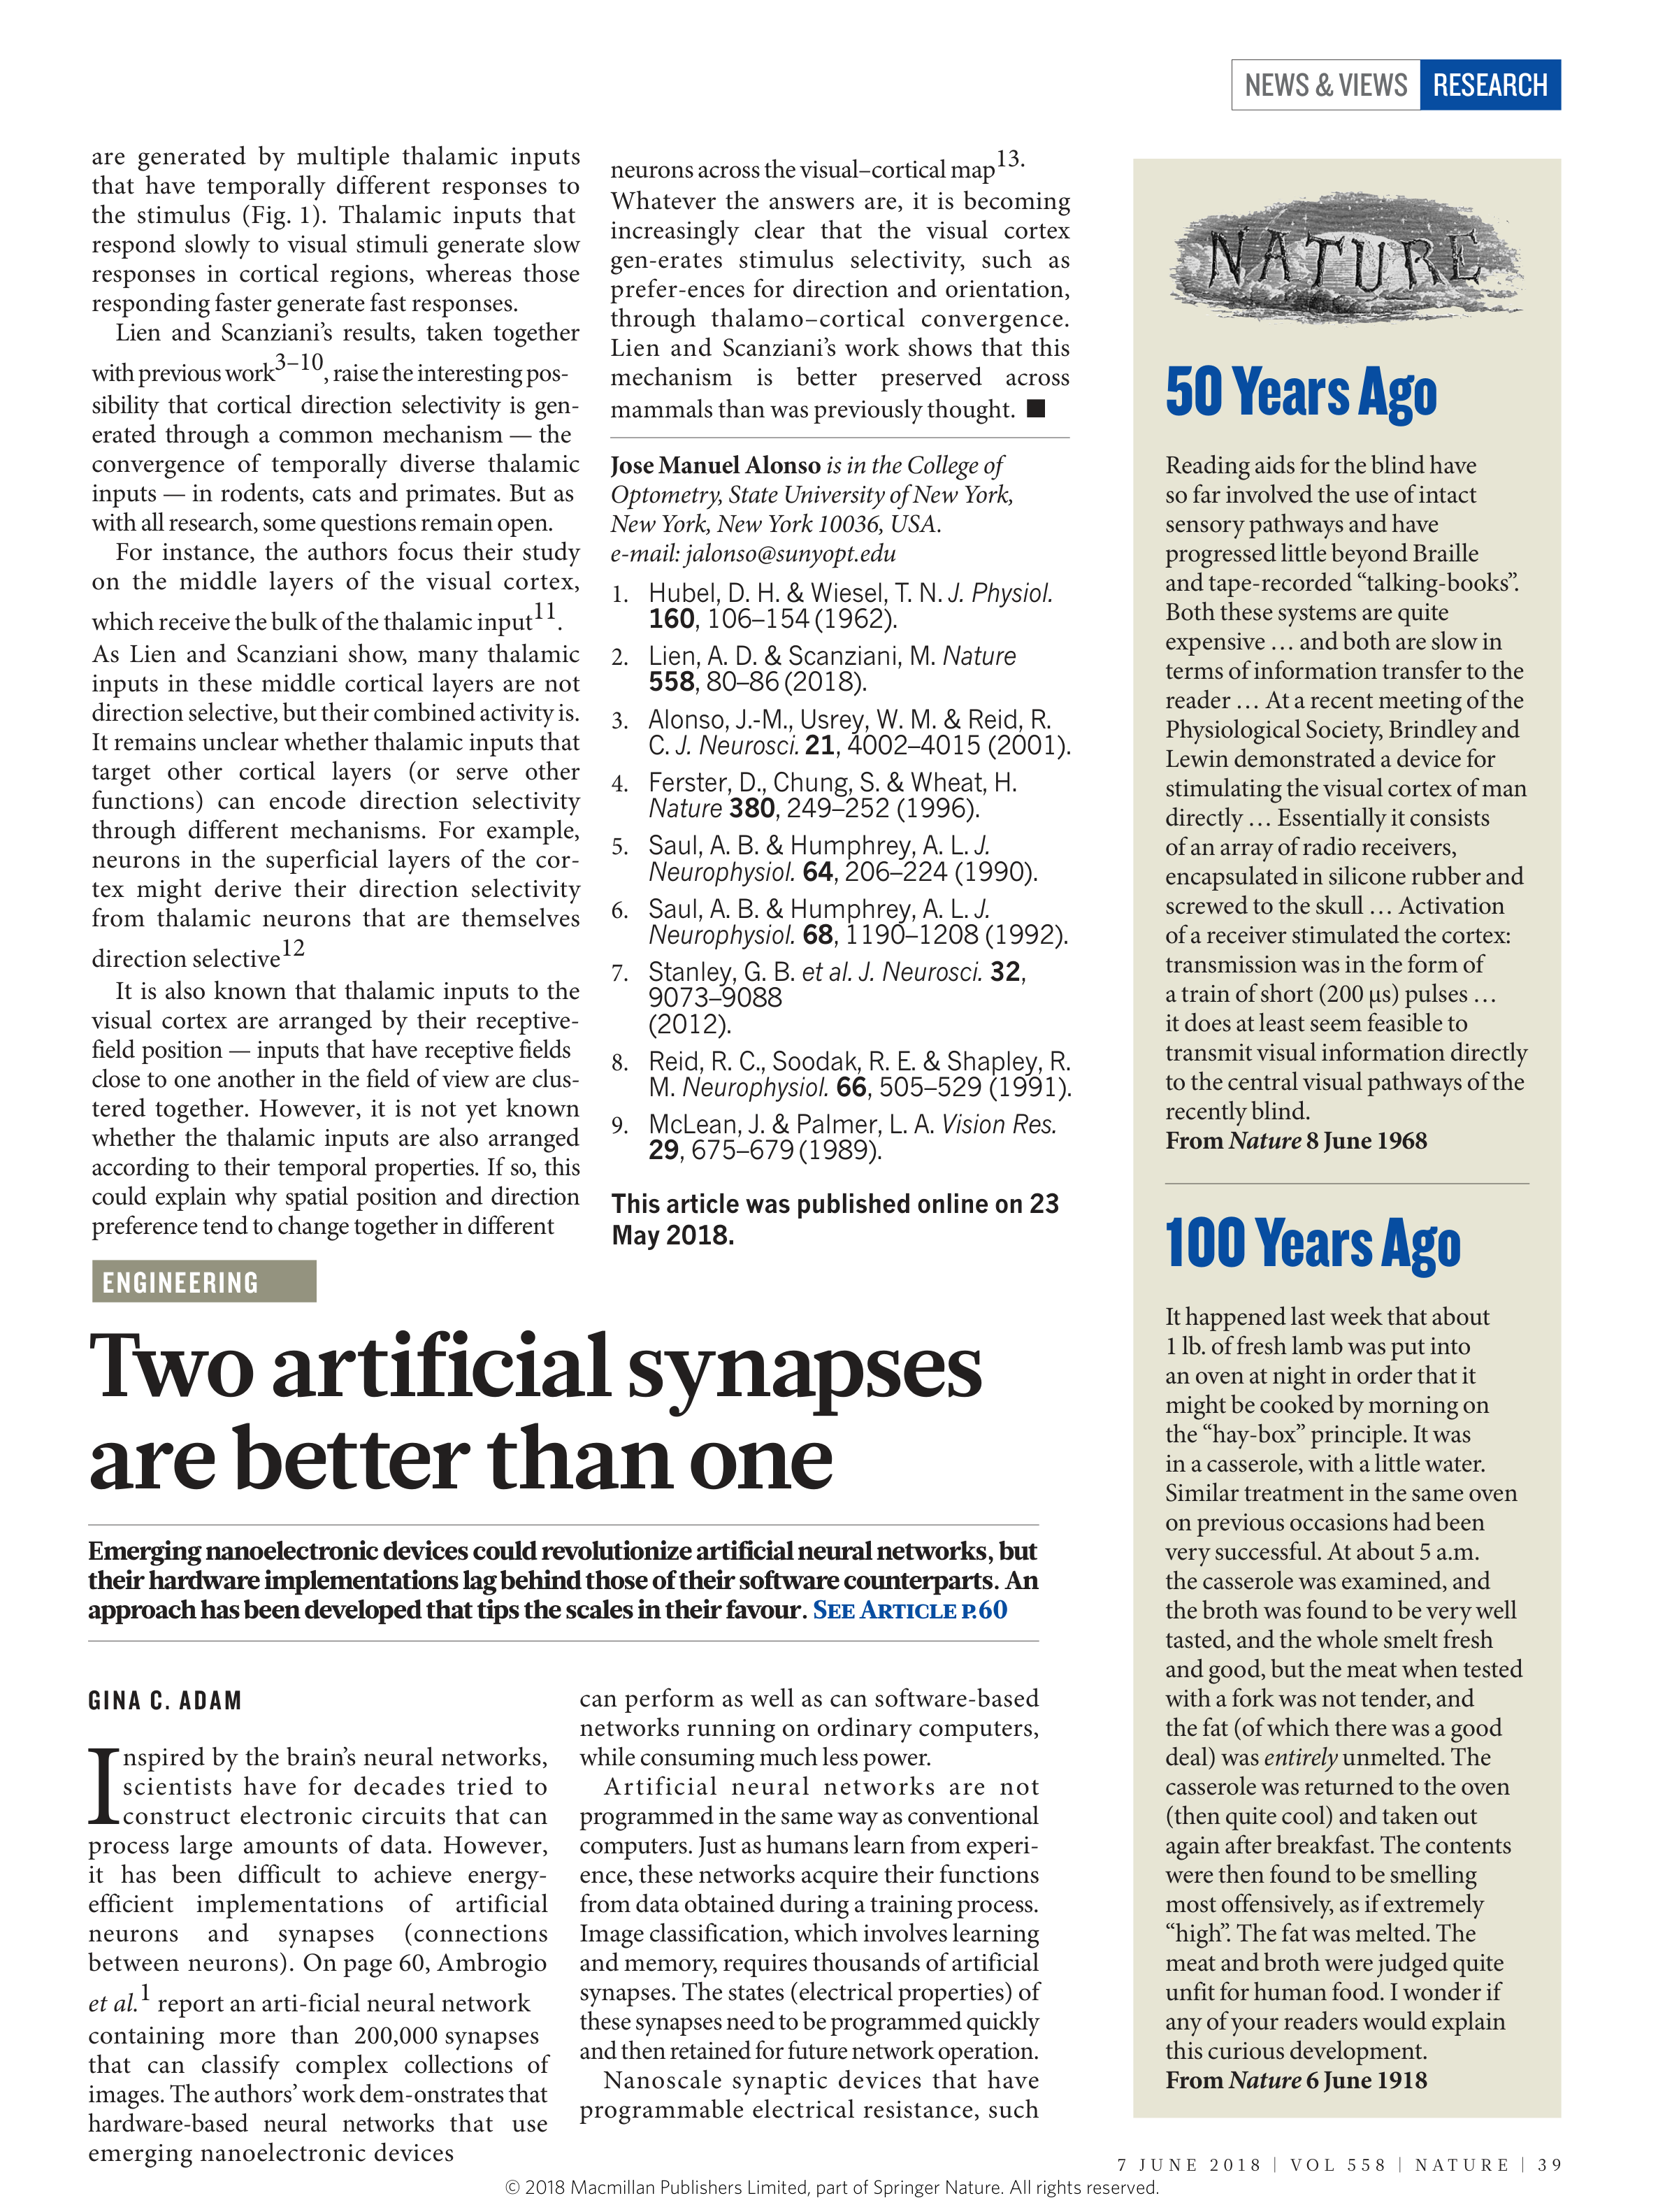 NEWS & VIEWS RESEARCH
are generated by multiple thalamic inputs
that have temporally different responses to
the stimulus (Fig. 1). Thalamic inputs that
respond slowly to visual stimuli generate slow
responses in cortical regions, whereas those
responding faster generate fast responses.
Lien and Scanziani’s results, taken together
with previous work3–10, raise the interesting pos-
sibility that cortical direction selectivity is gen-
erated through a common mechanism — the
convergence of temporally diverse thalamic
inputs — in rodents, cats and primates. But as
with all research, some questions remain open.
For instance, the authors focus their study
on the middle layers of the visual cortex,
which receive the bulk of the thalamic input11.
As Lien and Scanziani show, many thalamic
inputs in these middle cortical layers are not
direction selective, but their combined activity is.
It remains unclear whether thalamic inputs that
target other cortical layers (or serve other
functions) can encode direction selectivity
through different mechanisms. For example,
neurons in the superficial layers of the cor-
tex might derive their direction selectivity
from thalamic neurons that are themselves
direction selective12
It is also known that thalamic inputs to the
visual cortex are arranged by their receptive-
field position — inputs that have receptive fields
close to one another in the field of view are clus-
tered together. However, it is not yet known
whether the thalamic inputs are also arranged
according to their temporal properties. If so, this
could explain why spatial position and direction
preference tend to change together in different
neurons across the visual–cortical map13.
Whatever the answers are, it is becoming
increasingly clear that the visual cortex
gen-erates stimulus selectivity, such as
prefer-ences for direction and orientation,
through thalamo–cortical convergence.
Lien and Scanziani’s work shows that this
mechanism is better preserved across
mammals than was previously thought. ■
Jose Manuel Alonso is in the College of
Optometry, State University of New York,
New York, New York 10036, USA.
e-mail: jalonso@sunyopt.edu
1. Hubel, D. H. & Wiesel, T. N. J. Physiol.
160, 106–154 (1962).
2. Lien, A. D. & Scanziani, M. Nature
558, 80–86 (2018).
3. Alonso, J.-M., Usrey, W. M. & Reid, R.
C. J. Neurosci. 21, 4002–4015 (2001).
4. Ferster, D., Chung, S. & Wheat, H.
Nature 380, 249–252 (1996).
5. Saul, A. B. & Humphrey, A. L. J.
Neurophysiol. 64, 206–224 (1990).
6. Saul, A. B. & Humphrey, A. L. J.
Neurophysiol. 68, 1190–1208 (1992).
7. Stanley, G. B. et al. J. Neurosci. 32,
9073–9088
(2012).
8. Reid, R. C., Soodak, R. E. & Shapley, R.
M. Neurophysiol. 66, 505–529 (1991).
9. McLean, J. & Palmer, L. A. Vision Res.
29, 675–679 (1989).
This article was published online on 23
May 2018.
ENGINEERING
Two artificial synapses
are better than one
Emerging nanoelectronic devices could revolutionize artificial neural networks, but
their hardware implementations lag behind those of their software counterparts. An
approach has been developed that tips the scales in their favour. SEE ARTICLE P.60
GINA C. ADAM
Inspired by the brain’s neural networks,
scientists have for decades tried to
construct electronic circuits that can
process large amounts of data. However,
it has been difficult to achieve energy-
efficient implementations of artificial
neurons and synapses (connections
between neurons). On page 60, Ambrogio
et al.1 report an arti-ficial neural network
containing more than 200,000 synapses
that can classify complex collections of
images. The authors’ work dem-onstrates that
hardware-based neural networks that use
emerging nanoelectronic devices
can perform as well as can software-based
networks running on ordinary computers,
while consuming much less power.
Artificial neural networks are not
programmed in the same way as conventional
computers. Just as humans learn from experi-
ence, these networks acquire their functions
from data obtained during a training process.
Image classification, which involves learning
and memory, requires thousands of artificial
synapses. The states (electrical properties) of
these synapses need to be programmed quickly
and then retained for future network operation.
Nanoscale synaptic devices that have
programmable electrical resistance, such
NATURE
50 Years Ago
Reading aids for the blind have
so far involved the use of intact
sensory pathways and have
progressed little beyond Braille
and tape-recorded “talking-books”.
Both these systems are quite
expensive … and both are slow in
terms of information transfer to the
reader … At a recent meeting of the
Physiological Society, Brindley and
Lewin demonstrated a device for
stimulating the visual cortex of man
directly … Essentially it consists
of an array of radio receivers,
encapsulated in silicone rubber and
screwed to the skull … Activation
of a receiver stimulated the cortex:
transmission was in the form of
a train of short (200 μs) pulses …
it does at least seem feasible to
transmit visual information directly
to the central visual pathways of the
recently blind.
From Nature 8 June 1968
100 Years Ago
It happened last week that about
1 lb. of fresh lamb was put into
an oven at night in order that it
might be cooked by morning on
the “hay-box” principle. It was
in a casserole, with a little water.
Similar treatment in the same oven
on previous occasions had been
very successful. At about 5 a.m.
the casserole was examined, and
the broth was found to be very well
tasted, and the whole smelt fresh
and good, but the meat when tested
with a fork was not tender, and
the fat (of which there was a good
deal) was entirely unmelted. The
casserole was returned to the oven
(then quite cool) and taken out
again after breakfast. The contents
were then found to be smelling
most offensively, as if extremely
“high”. The fat was melted. The
meat and broth were judged quite
unfit for human food. I wonder if
any of your readers would explain
this curious development.
From Nature 6 June 1918
7 JUNE 2018 | VOL 558 | NATURE | 39
© 2018 Macmillan Publishers Limited, part of Springer Nature. All rights reserved.